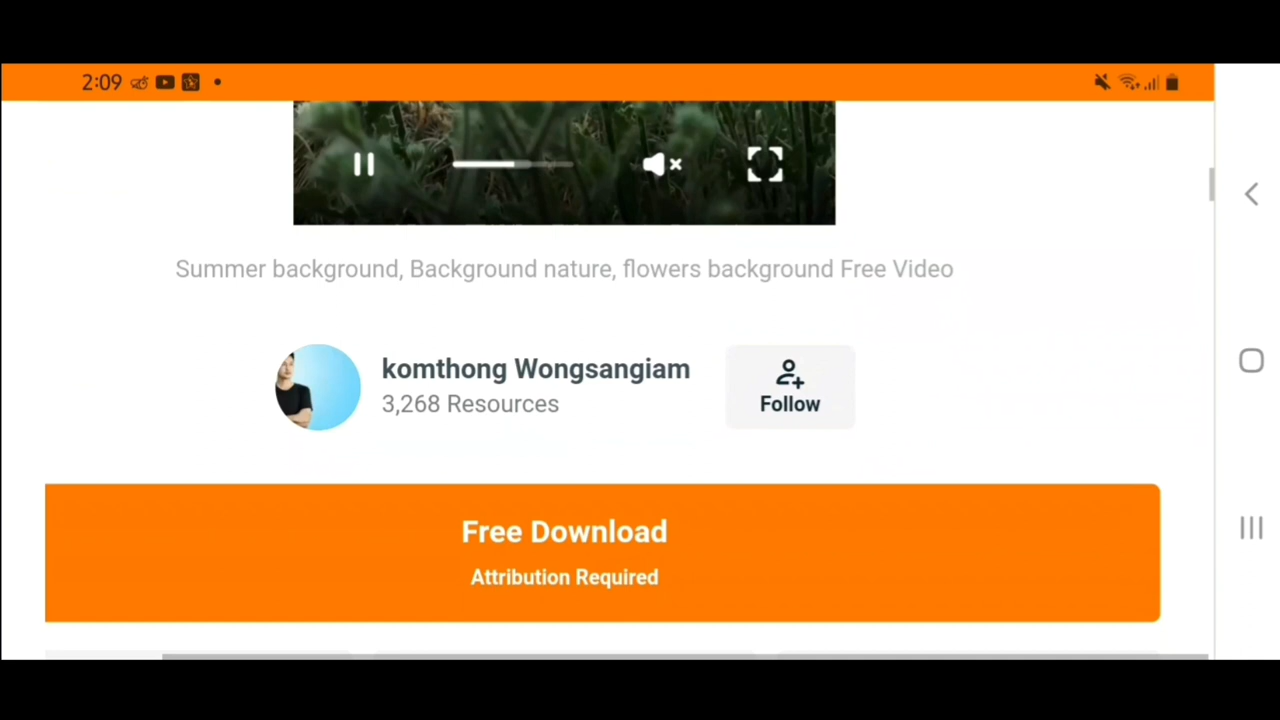 2:09
Summer background, Background nature, flowers background Free Video
komthong Wongsangiam
3,268 Resources
Follow
Free Download
Attribution Required